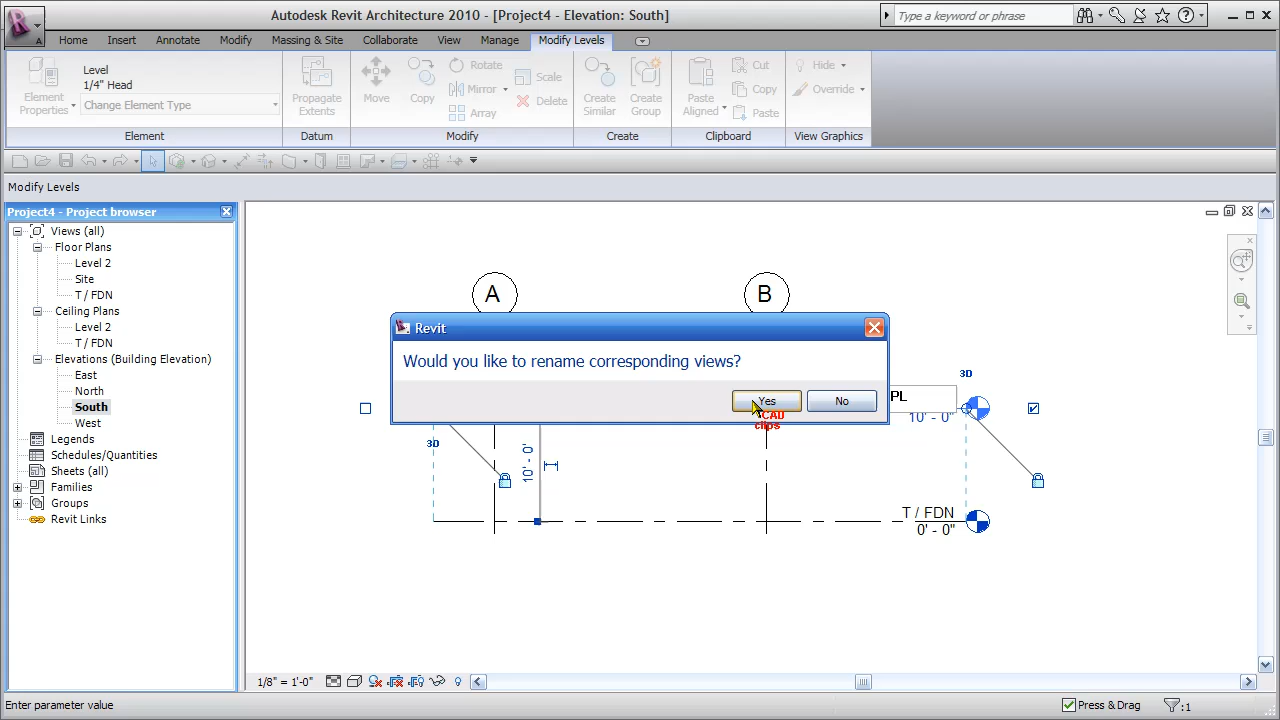 Autodesk Revit Architecture 2010 - [Project4 - Elevation: South]
Type a keyword or phrase
Home Insert Annotate Modify Massing & Site Collaborate View Manage Modify Levels
Element Properties
Level
1/4" Head
Change Element Type
Propagate Extents
Move
Copy
Rotate
Mirror
Array
Scale
Delete
Create Similar
Create Group
Paste Aligned
Cut
Copy
Paste
Hide
Override
Element Datum Modify Create Clipboard View Graphics
Modify Levels
Project4 - Project browser
Views (all)
Floor Plans
Level 2
Site
T / FDN
Ceiling Plans
Level 2
T / FDN
Elevations (Building Elevation)
East
North
South
West
Legends
Schedules/Quantities
Sheets (all)
Families
Groups
Revit Links
A B
Revit
Would you like to rename corresponding views?
Yes No
3D
PL
10' - 0"
CAD
clips
3D
10' - 0"
T / FDN
0' - 0"
1/8" = 1'-0"
Enter parameter value
Press & Drag
:1